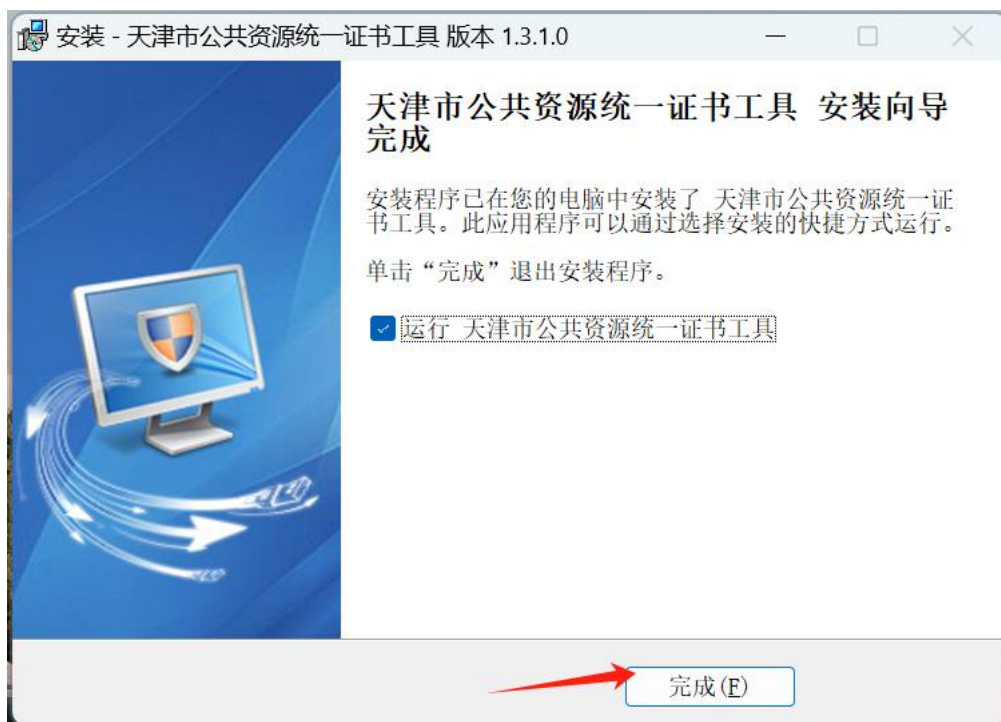 安装 - 天津市公共资源统一证书工具 版本 1.3.1.0
天津市公共资源统一证书工具 安装向导
完成
安装程序已在您的电脑中安装了 天津市公共资源统一证
书工具。此应用程序可以通过选择安装的快捷方式运行。
单击“完成”退出安装程序。
运行 天津市公共资源统一证书工具
完成(F)